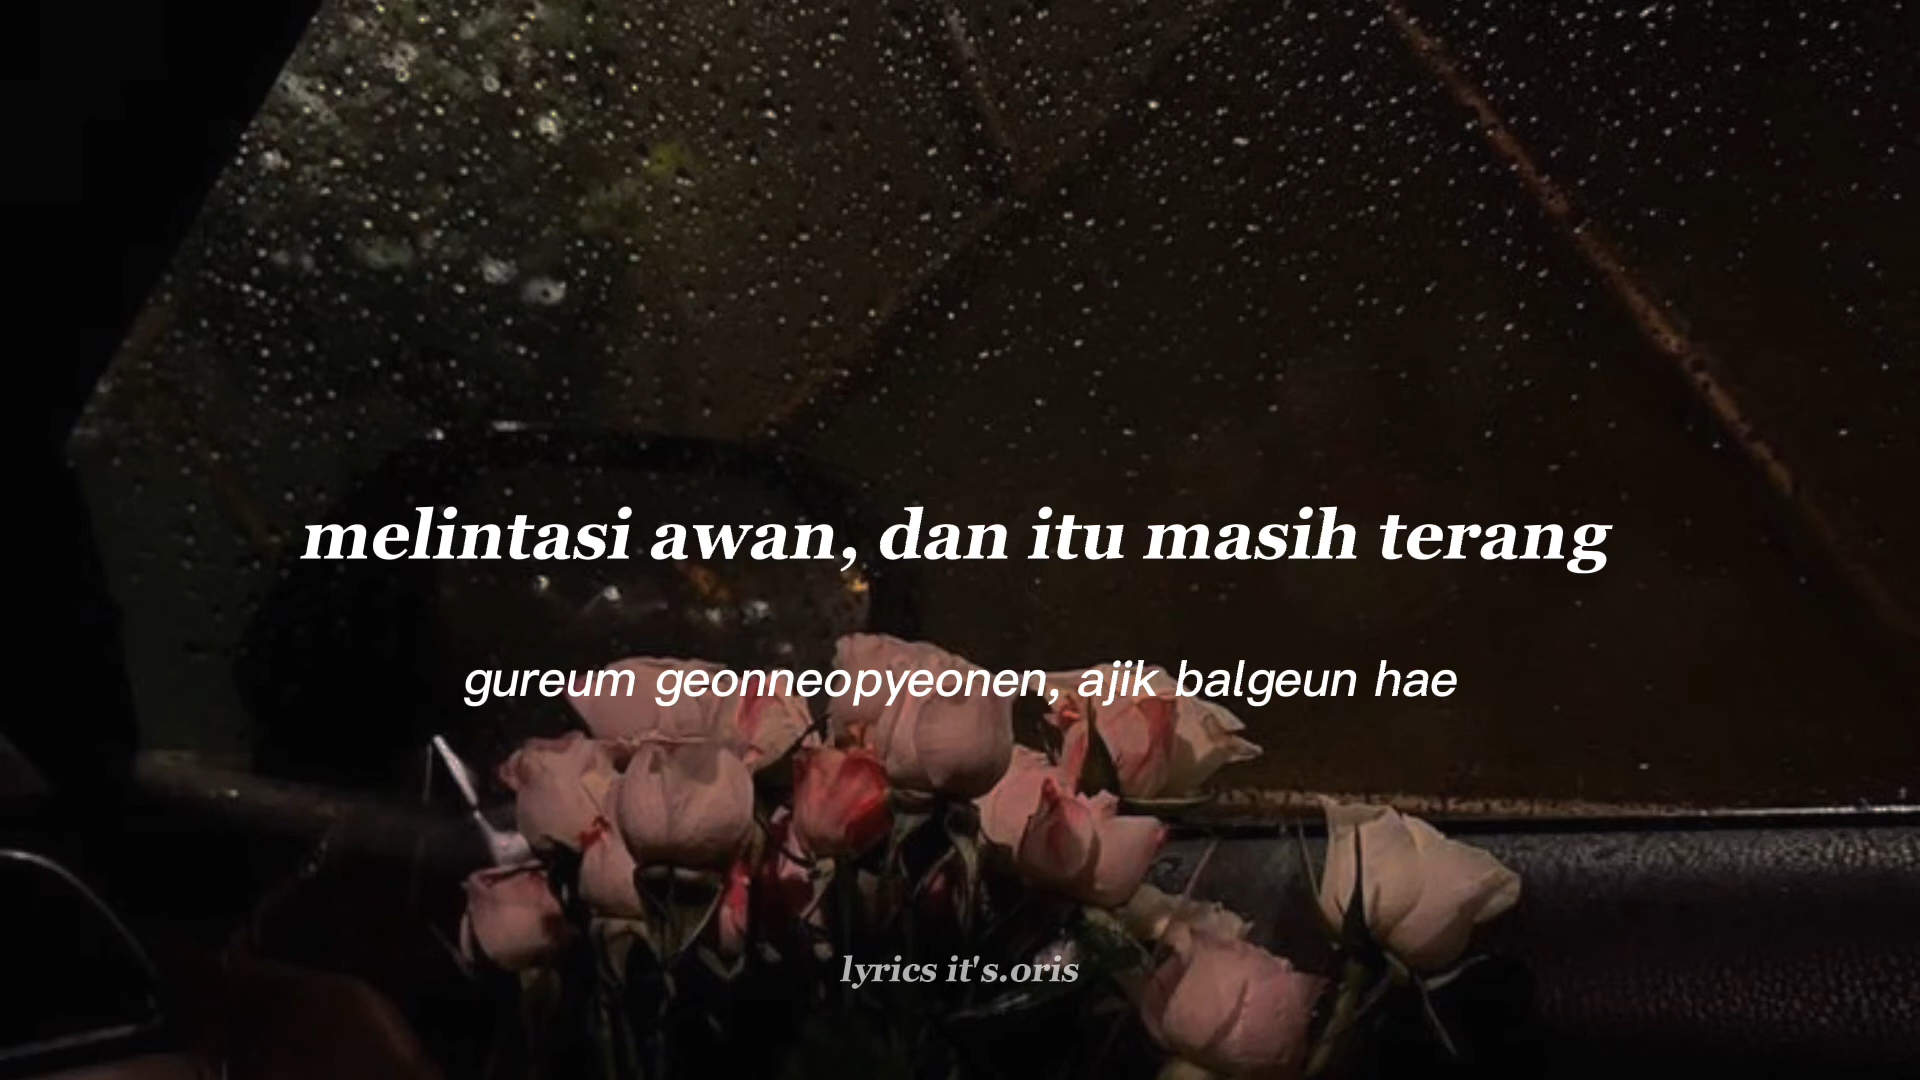 melintasi awan, dan itu masih terang
gureum geonneopyeonen, ajik balgeun hae
lyrics it's.oris